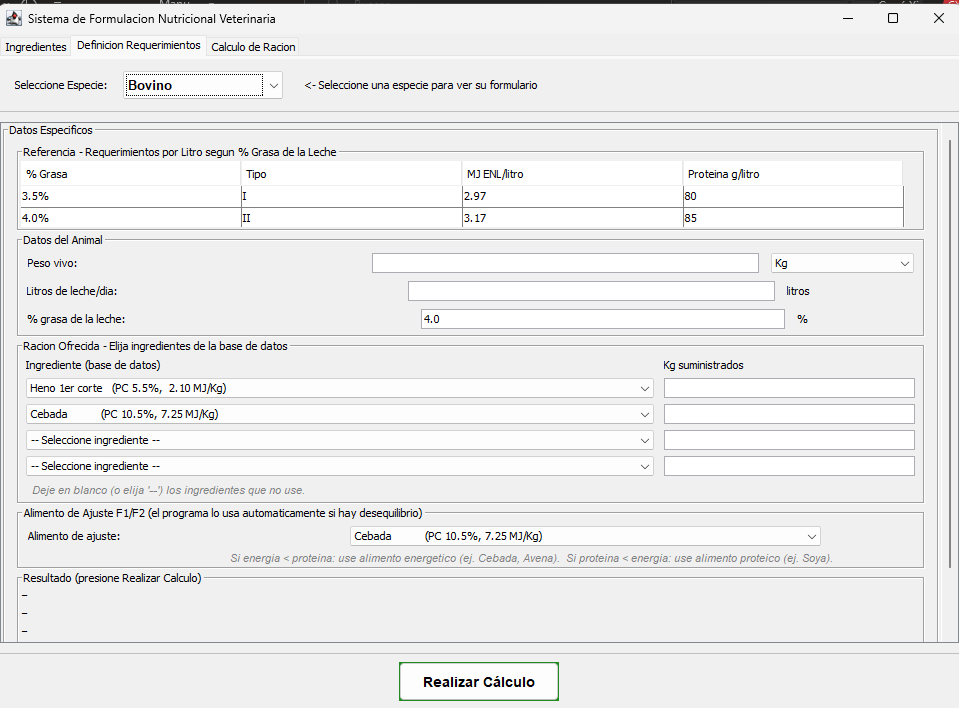 Sistema de Formulacion Nutricional Veterinaria
Ingredientes Definicion Requerimientos Calculo de Racion
Seleccione Especie: Bovino <- Seleccione una especie para ver su formulario
Datos Especificos
Referencia - Requerimientos por Litro segun % Grasa de la Leche
% Grasa Tipo MJ ENL/litro Proteina g/litro
3.5% I 2.97 80
4.0% II 3.17 85
Datos del Animal
Peso vivo: Kg
Litros de leche/dia: litros
% grasa de la leche: 4.0 %
Racion Ofrecida - Elija ingredientes de la base de datos
Ingrediente (base de datos) Kg suministrados
Heno 1er corte (PC 5.5%, 2.10 MJ/Kg)
Cebada (PC 10.5%, 7.25 MJ/Kg)
-- Seleccione ingrediente --
-- Seleccione ingrediente --
Deje en blanco (o elija '--') los ingredientes que no use.
Alimento de Ajuste F1/F2 (el programa lo usa automaticamente si hay desequilibrio)
Alimento de ajuste: Cebada (PC 10.5%, 7.25 MJ/Kg)
Si energia < proteina: use alimento energetico (ej. Cebada, Avena). Si proteina < energia: use alimento proteico (ej. Soya).
Resultado (presione Realizar Calculo)
–
–
–
Realizar Cálculo